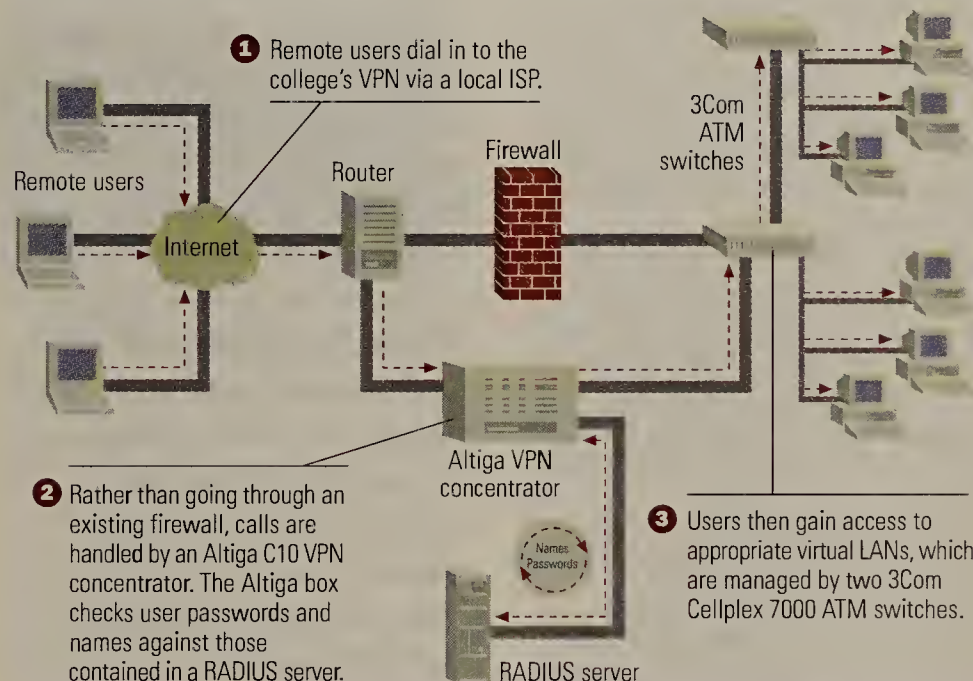 1 Remote users dial in to the
college's VPN via a local ISP.
3Com
ATM
switches
Firewall
Router
Remote users
Internet
Altiga VPN
concentrator
2 Rather than going through an
existing firewall, calls are
handled by an Altiga C10 VPN
concentrator. The Altiga box
checks user passwords and
names against those
contained in a RADIUS server.
Names
Passwords
RADIUS server
3 Users then gain access to
appropriate virtual LANs, which
are managed by two 3Com
Cellplex 7000 ATM switches.